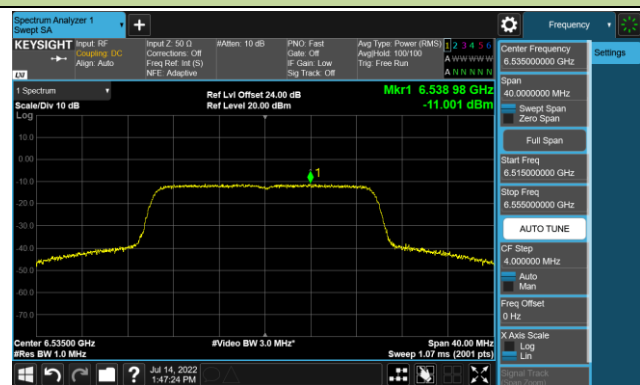 Spectrum Analyzer 1
Swept SA
Frequency
KEYSIGHT
Input: RF
Coupling: DC
Align: Auto
Input Z: 50 Ω
Corrections: Off
Freq Ref: Int (S)
NFE: Adaptive
#Atten: 10 dB
PNO: Fast
Gate: Off
IF Gain: Low
Sig Track: Off
Avg Type: Power (RMS)
Avg|Hold: 100/100
Trig: Free Run
1 2 3 4 5 6
A W W W W W
A N N N N N
LXI
1 Spectrum
Scale/Div 10 dB
Log
Ref Lvl Offset 24.00 dB
Ref Level 20.00 dBm
Mkr1 6.538 98 GHz
-11.001 dBm
10.0
0.00
-10.0
-20.0
-30.0
-40.0
-50.0
-60.0
-70.0
1
Center 6.53500 GHz
#Res BW 1.0 MHz
#Video BW 3.0 MHz*
Span 40.00 MHz
Sweep 1.07 ms (2001 pts)
Jul 14, 2022
1:47:24 PM
Center Frequency
6.535000000 GHz
Settings
Span
40.0000000 MHz
Swept Span
Zero Span
Full Span
Start Freq
6.515000000 GHz
Stop Freq
6.555000000 GHz
AUTO TUNE
CF Step
4.000000 MHz
Auto
Man
Freq Offset
0 Hz
X Axis Scale
Log
Lin
Signal Track
(Span Zoom)